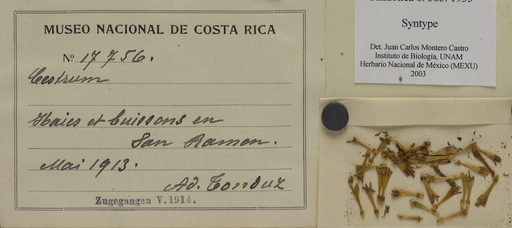 MUSEO NACIONAL DE COSTA RICA
No 17756.
Cestrum
Haies et buissons en
San Ramon.
Mai 1913.
Ad. Tonduz
Zugegangen V.1914.
Syntype
Det. Juan Carlos Montero Castro
Instituto de Biología, UNAM
Herbario Nacional de México (MEXU)
2003